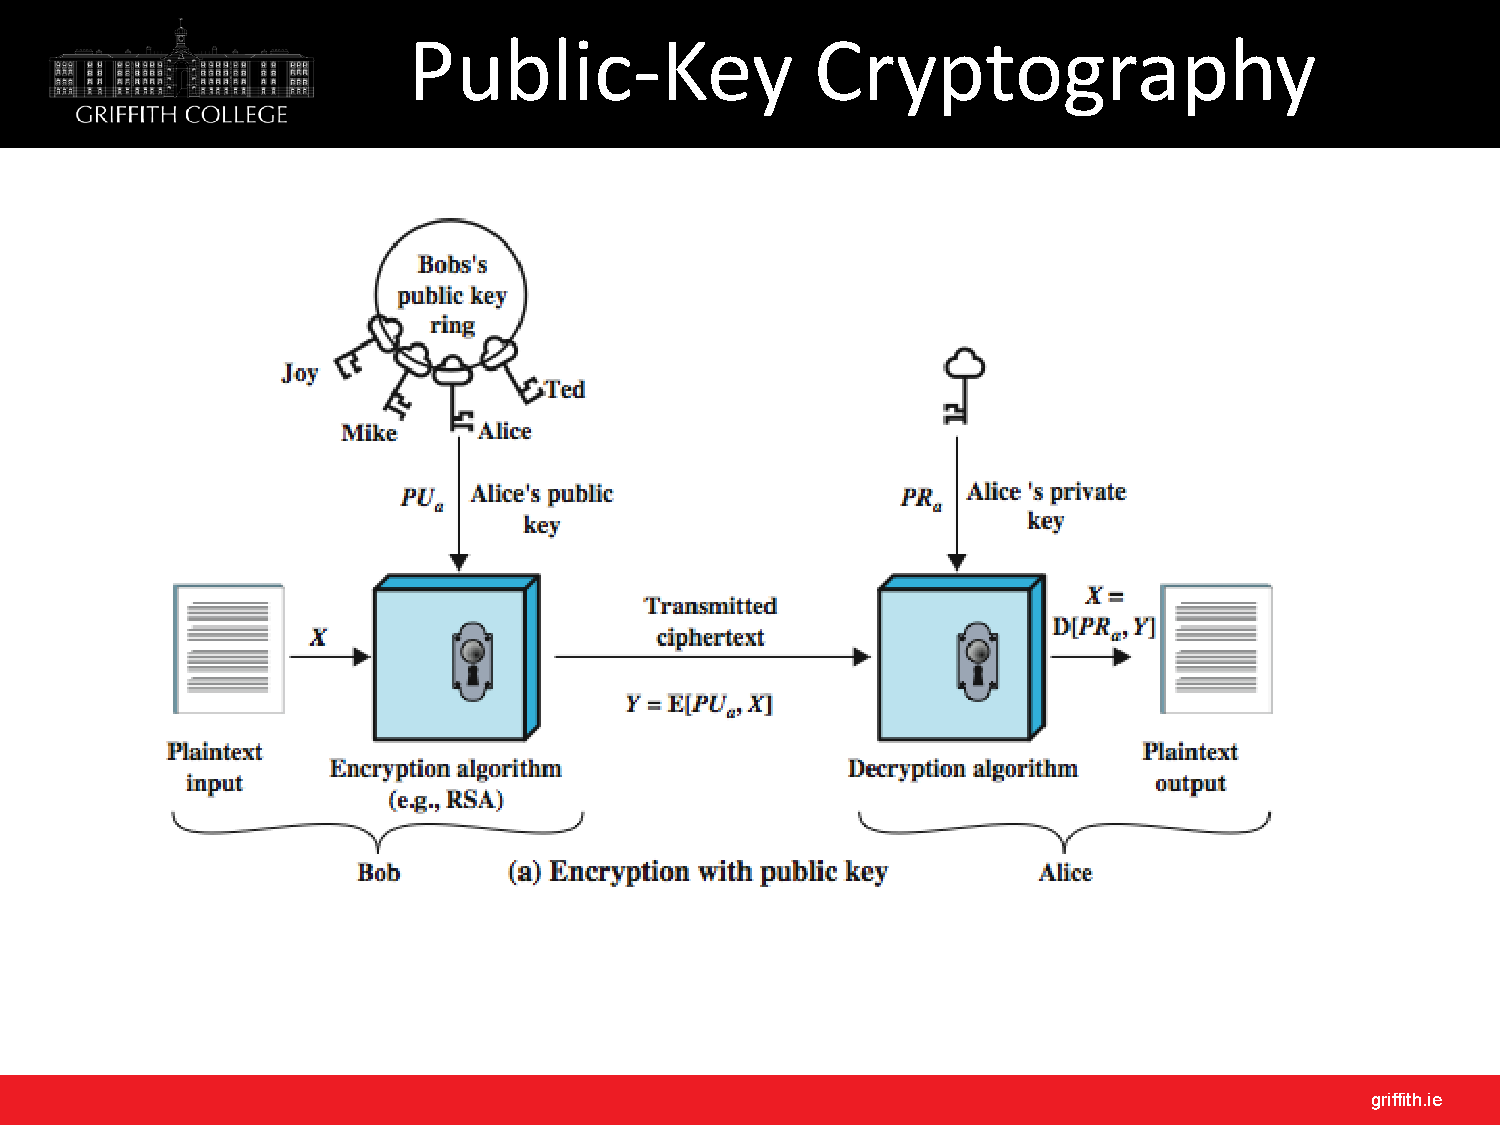 Public-Key Cryptography
GRIFFITH COLLEGE
Bobs's
public key
ring
Joy
Ted
Mike
Alice
PUa
Alice's public
key
PRa
Alice 's private
key
X
Transmitted
ciphertext
X =
D[PRa, Y]
Y = E[PUa, X]
Plaintext
input
Encryption algorithm
(e.g., RSA)
Decryption algorithm
Plaintext
output
Bob
(a) Encryption with public key
Alice
griffith.ie